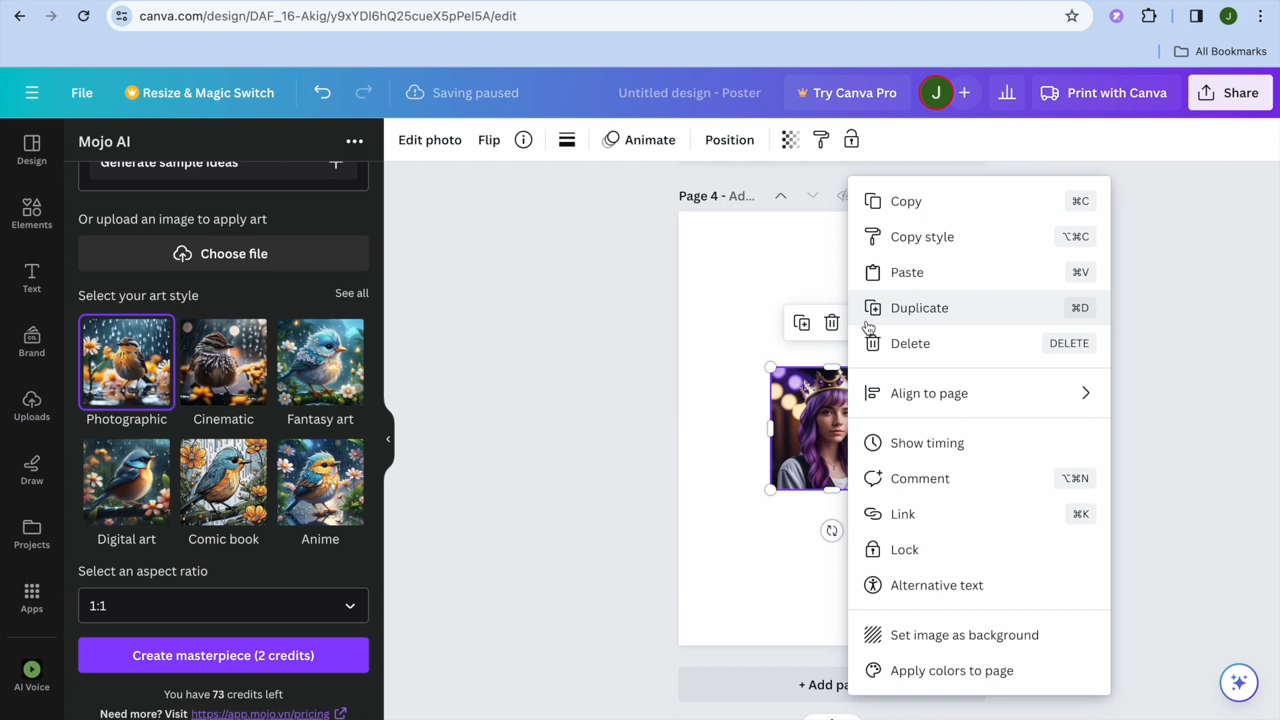 canva.com/design/DAF_16-Akig/y9xYDl6hQ25cueX5pPel5A/edit
J
All Bookmarks
File
Resize & Magic Switch
Saving paused
Untitled design - Poster
Try Canva Pro
J
+
Print with Canva
Share
Design
Elements
Text
Brand
Uploads
Draw
Projects
Apps
AI Voice
Mojo AI
Generate sample ideas
Or upload an image to apply art
Choose file
Select your art style
See all
Photographic
Cinematic
Fantasy art
Digital art
Comic book
Anime
Select an aspect ratio
1:1
Create masterpiece (2 credits)
You have 73 credits left
Need more? Visit https://app.mojo.vn/pricing
Edit photo
Flip
Animate
Position
Page 4 - Ad...
Copy ⌘C
Copy style ⌥⌘C
Paste ⌘V
Duplicate ⌘D
Delete DELETE
Align to page
Show timing
Comment ⌥⌘N
Link ⌘K
Lock
Alternative text
Set image as background
Apply colors to page
+ Add pa